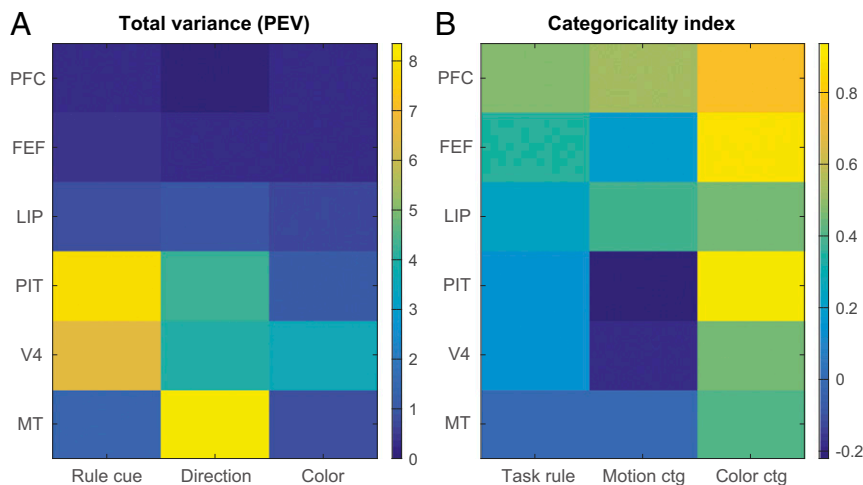 A
Total variance (PEV)
PFC
FEF
LIP
PIT
V4
MT
Rule cue
Direction
Color
8
7
6
5
4
3
2
1
0
B
Categoricality index
PFC
FEF
LIP
PIT
V4
MT
Task rule
Motion ctg
Color ctg
0.8
0.6
0.4
0.2
0
-0.2